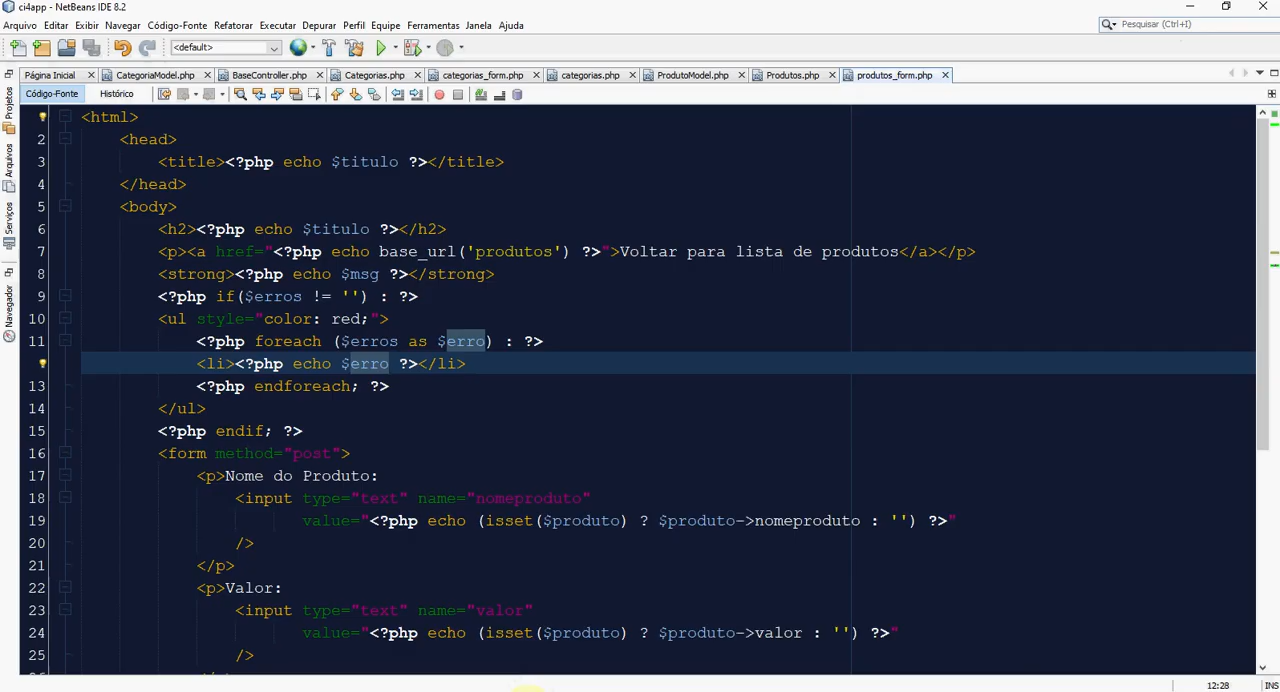 ci4app - NetBeans IDE 8.2
Arquivo Editar Exibir Navegar Código-Fonte Refatorar Executar Depurar Perfil Equipe Ferramentas Janela Ajuda
Pesquisar (Ctrl+I)
<default>
Página Inicial CategoriaModel.php BaseController.php Categorias.php categorias_form.php categorias.php ProdutoModel.php Produtos.php produtos_form.php
Código-Fonte Histórico
Projetos
Arquivos
Serviços
Navegador
<html>
2 <head>
3 <title><?php echo $titulo ?></title>
4 </head>
5 <body>
6 <h2><?php echo $titulo ?></h2>
7 <p><a href="<?php echo base_url('produtos') ?>">Voltar para lista de produtos</a></p>
8 <strong><?php echo $msg ?></strong>
9 <?php if($erros != '') : ?>
10 <ul style="color: red;">
11 <?php foreach ($erros as $erro) : ?>
<li><?php echo $erro ?></li>
13 <?php endforeach; ?>
14 </ul>
15 <?php endif; ?>
16 <form method="post">
17 <p>Nome do Produto:
18 <input type="text" name="nomeproduto"
19 value="<?php echo (isset($produto) ? $produto->nomeproduto : '') ?>"
20 />
21 </p>
22 <p>Valor:
23 <input type="text" name="valor"
24 value="<?php echo (isset($produto) ? $produto->valor : '') ?>"
25 />
12:28 INS